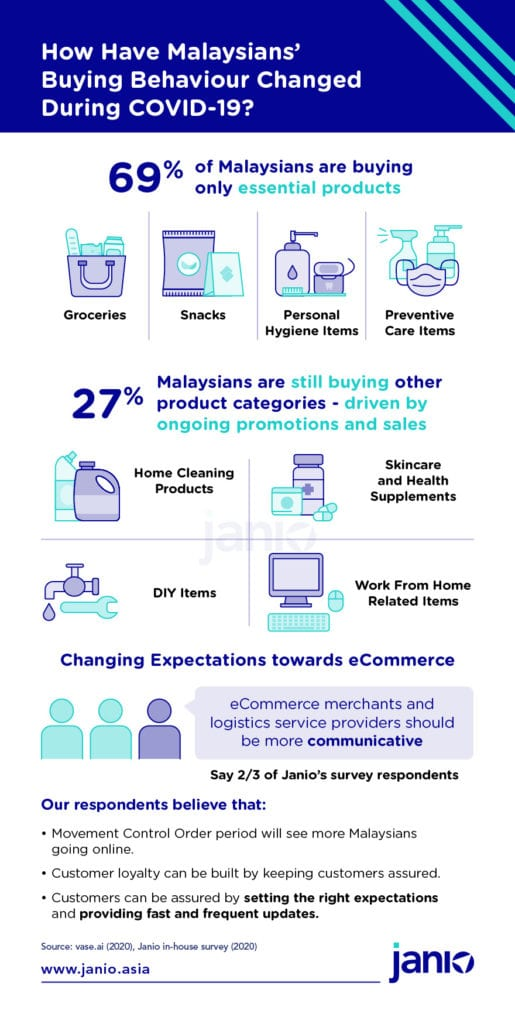 How Have Malaysians'
Buying Behaviour Changed
During COVID-19?
69% of Malaysians are buying
only essential products
Groceries
Snacks
Personal
Hygiene Items
Preventive
Care Items
27% Malaysians are still buying other
product categories - driven by
ongoing promotions and sales
Home Cleaning
Products
Skincare
and Health
Supplements
janio
DIY Items
Work From Home
Related Items
Changing Expectations towards eCommerce
eCommerce merchants and
logistics service providers should
be more communicative
Say 2/3 of Janio's survey respondents
Our respondents believe that:
• Movement Control Order period will see more Malaysians
going online.
• Customer loyalty can be built by keeping customers assured.
• Customers can be assured by setting the right expectations
and providing fast and frequent updates.
Source: vase.ai (2020), Janio in-house survey (2020)
www.janio.asia
janio